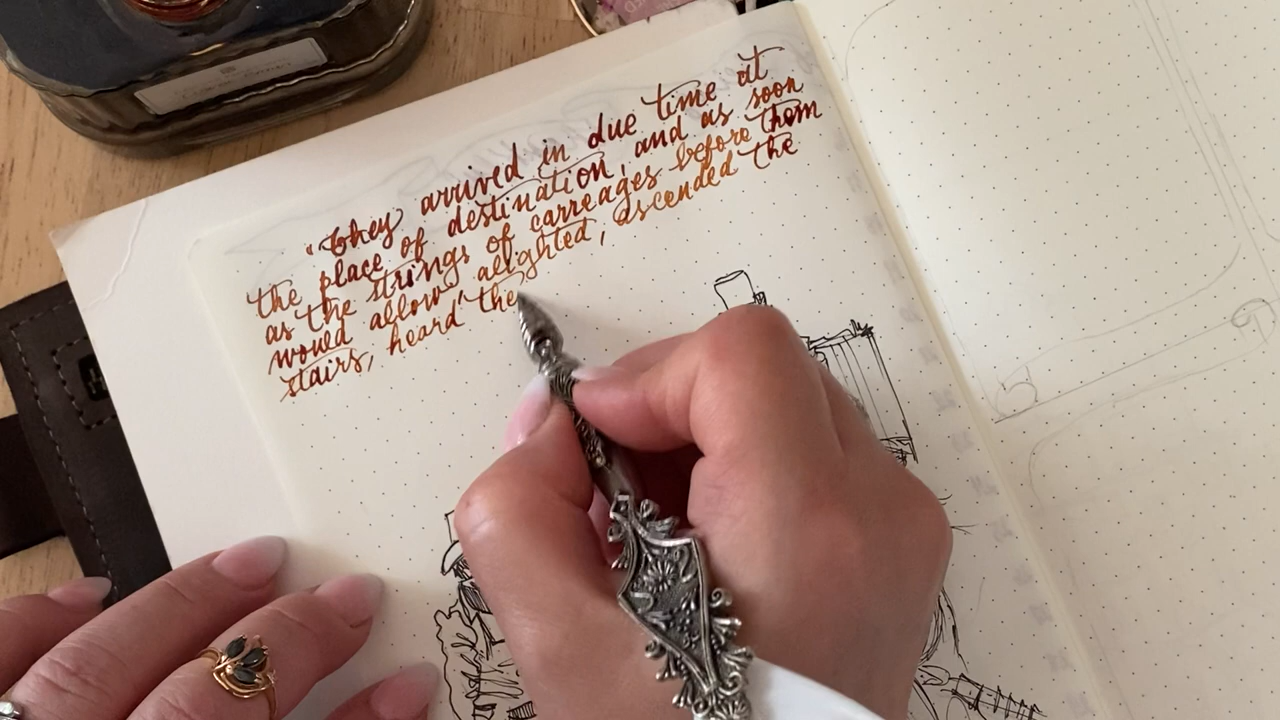 "They arrived in due time at
the place of destination, and as soon
as the strings of carreages before them
would allow, alighted, ascended the
stairs, heard the